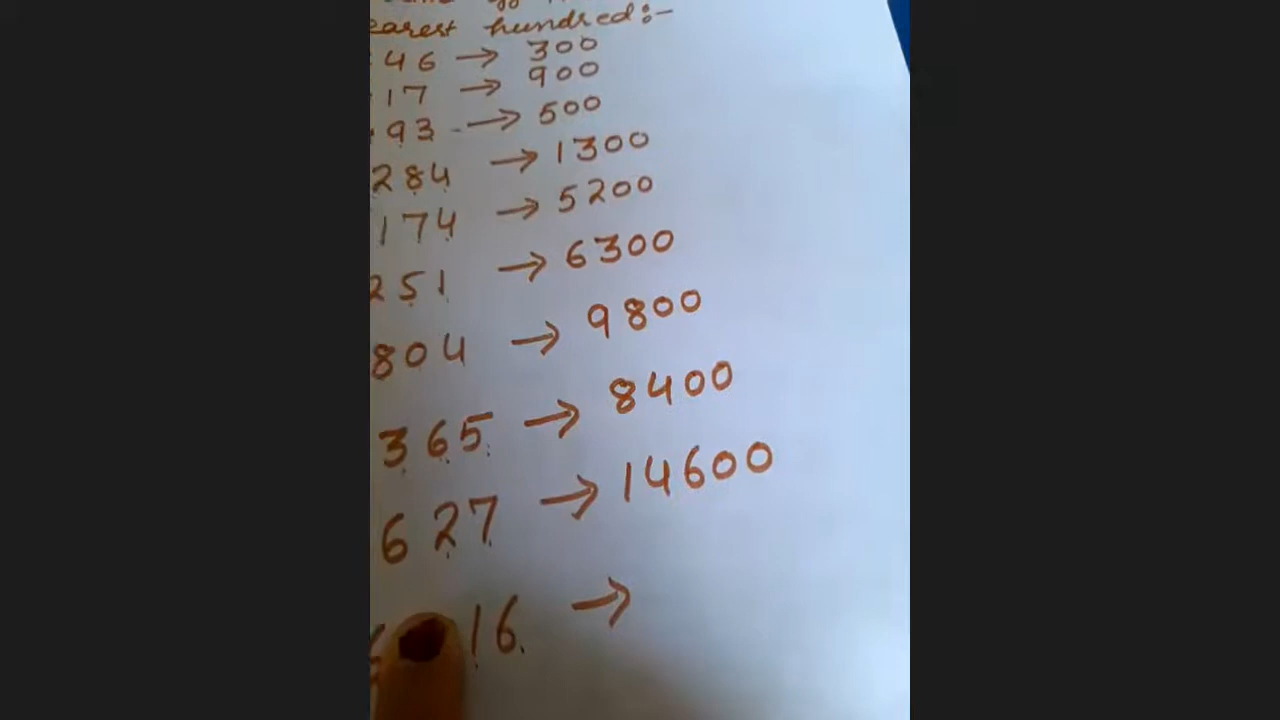 earest hundred:-
46 → 300
17 → 900
93 → 500
284 → 1300
174 → 5200
251 → 6300
804 → 9800
365 → 8400
627 → 14600
16 →